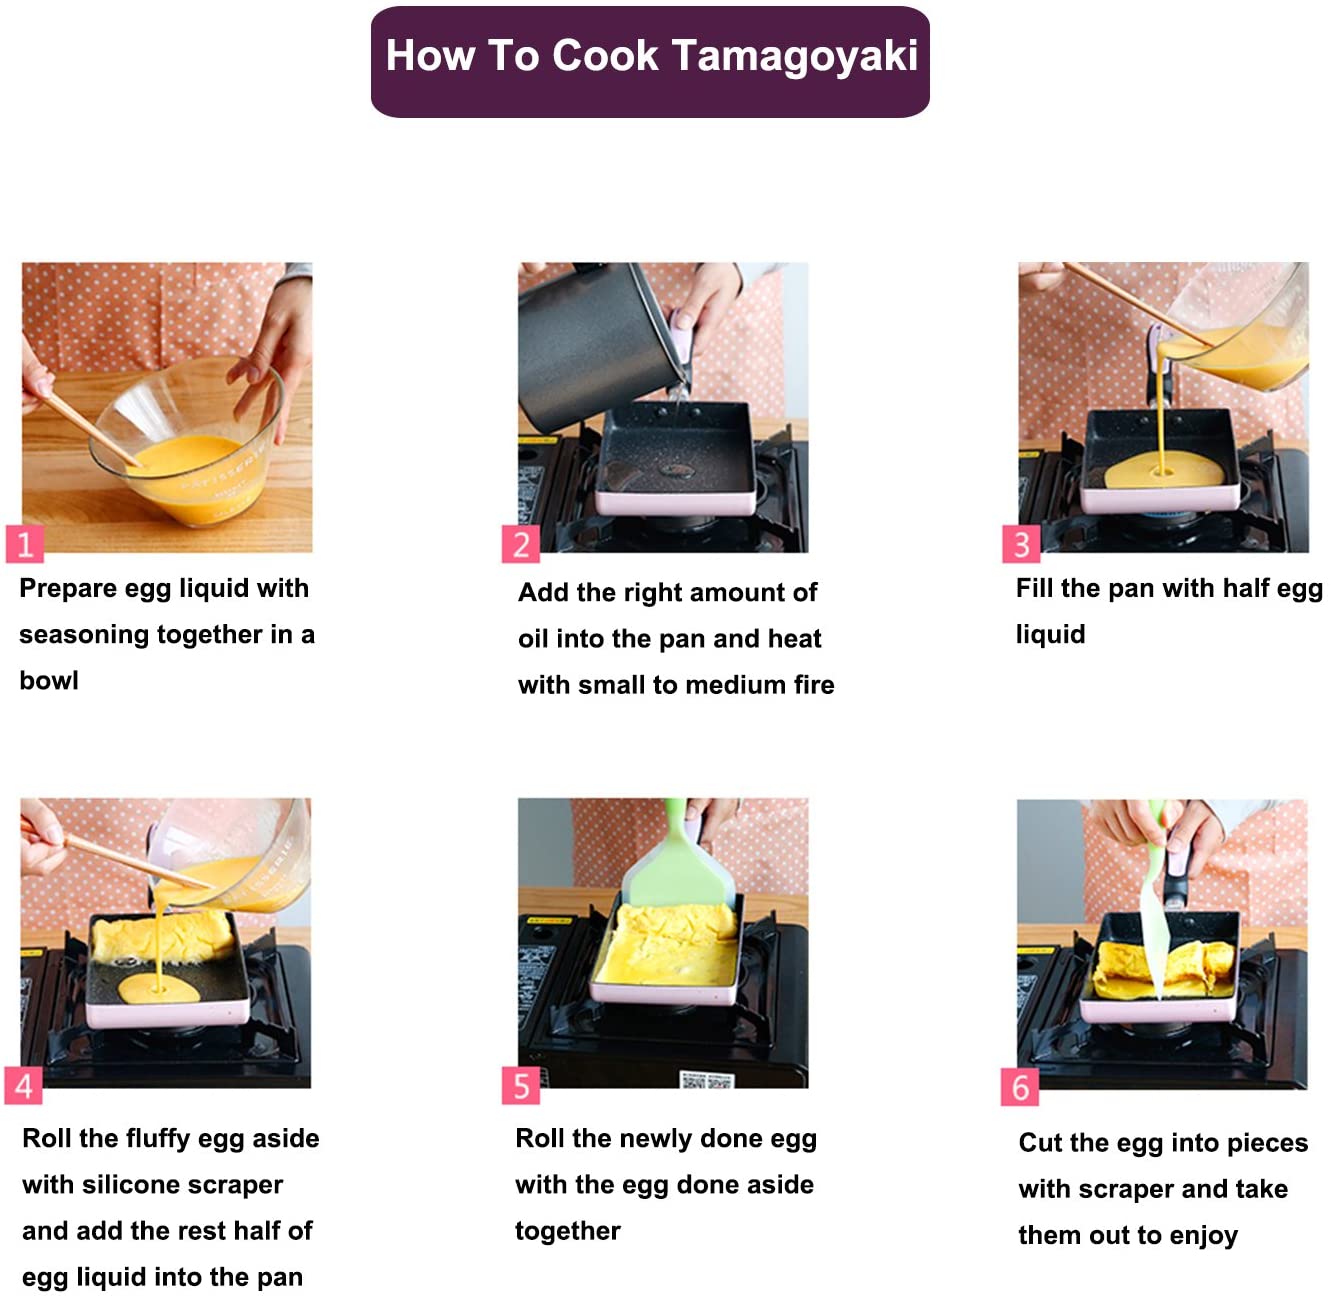 How To Cook Tamagoyaki
1
Prepare egg liquid with
seasoning together in a
bowl
2
Add the right amount of
oil into the pan and heat
with small to medium fire
3
Fill the pan with half egg
liquid
4
Roll the fluffy egg aside
with silicone scraper
and add the rest half of
egg liquid into the pan
5
Roll the newly done egg
with the egg done aside
together
6
Cut the egg into pieces
with scraper and take
them out to enjoy